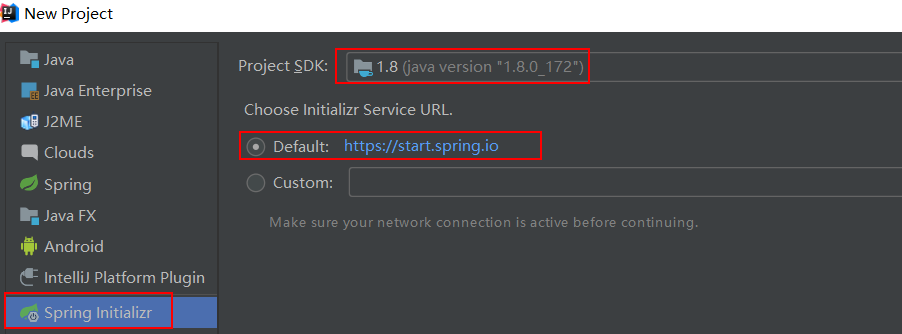 New Project
Java
Java Enterprise
J2ME
Clouds
Spring
Java FX
Android
IntelliJ Platform Plugin
Spring Initializr
Project SDK: 1.8 (java version "1.8.0_172")
Choose Initializr Service URL.
Default: https://start.spring.io
Custom:
Make sure your network connection is active before continuing.